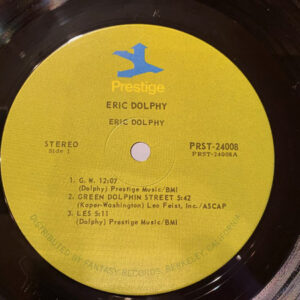 Prestige
ERIC DOLPHY
ERIC DOLPHY
STEREO
Side 1
PRST-24008
PRST-24008A
1. G. W. 12:07
(Dolphy) Prestige Music/BMI
2. GREEN DOLPHIN STREET 5:42
(Kaper-Washington) Leo Feist, Inc./ASCAP
3. LES 5:11
(Dolphy) Prestige Music/BMI
DISTRIBUTED BY FANTASY RECORDS, BERKELEY, CALIFORNIA